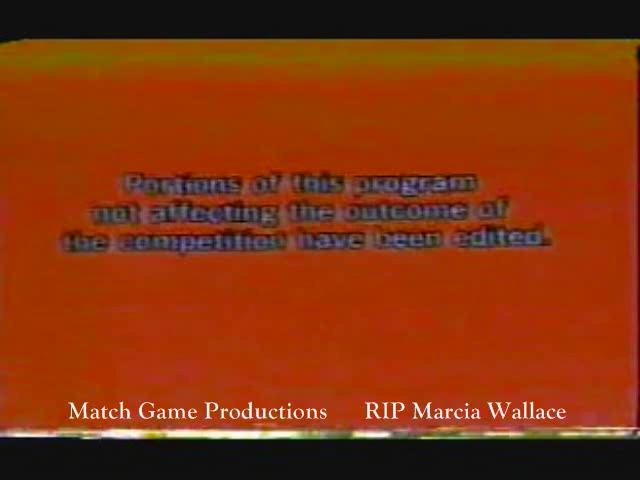 Portions of this program
not affecting the outcome of
the competition have been edited.
Match Game Productions RIP Marcia Wallace